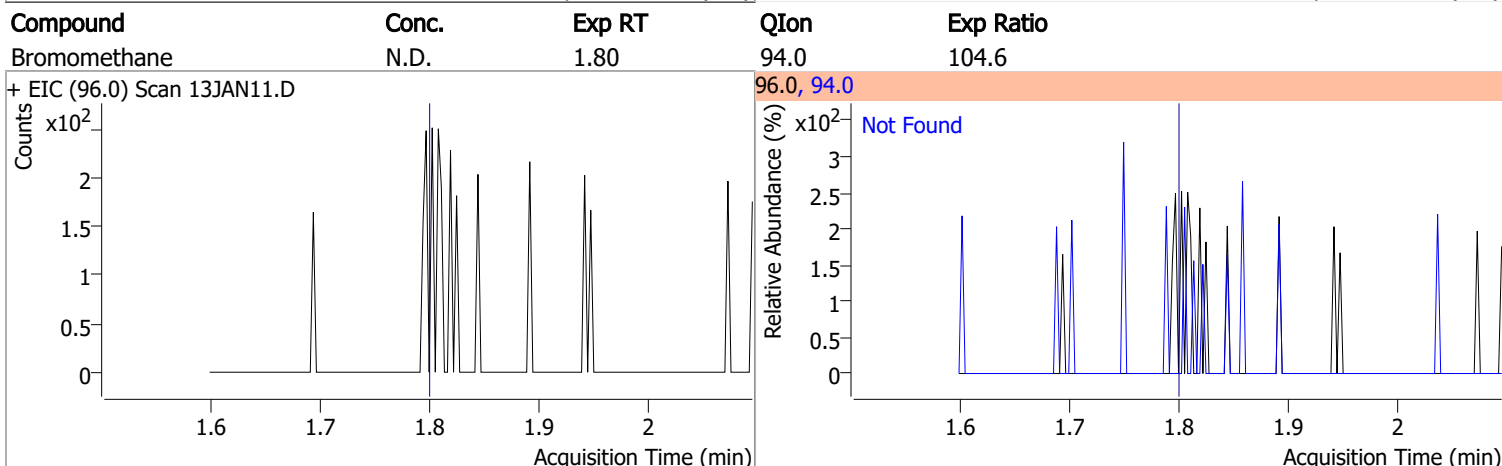 Compound Conc. Exp RT QIon Exp Ratio
Bromomethane N.D. 1.80 94.0 104.6
+ EIC (96.0) Scan 13JAN11.D
Counts
x10²
2
1.5
1
0.5
0
1.6 1.7 1.8 1.9 2
Acquisition Time (min)
96.0, 94.0
Relative Abundance (%)
x10²
Not Found
3
2.5
2
1.5
1
0.5
0
1.6 1.7 1.8 1.9 2
Acquisition Time (min)